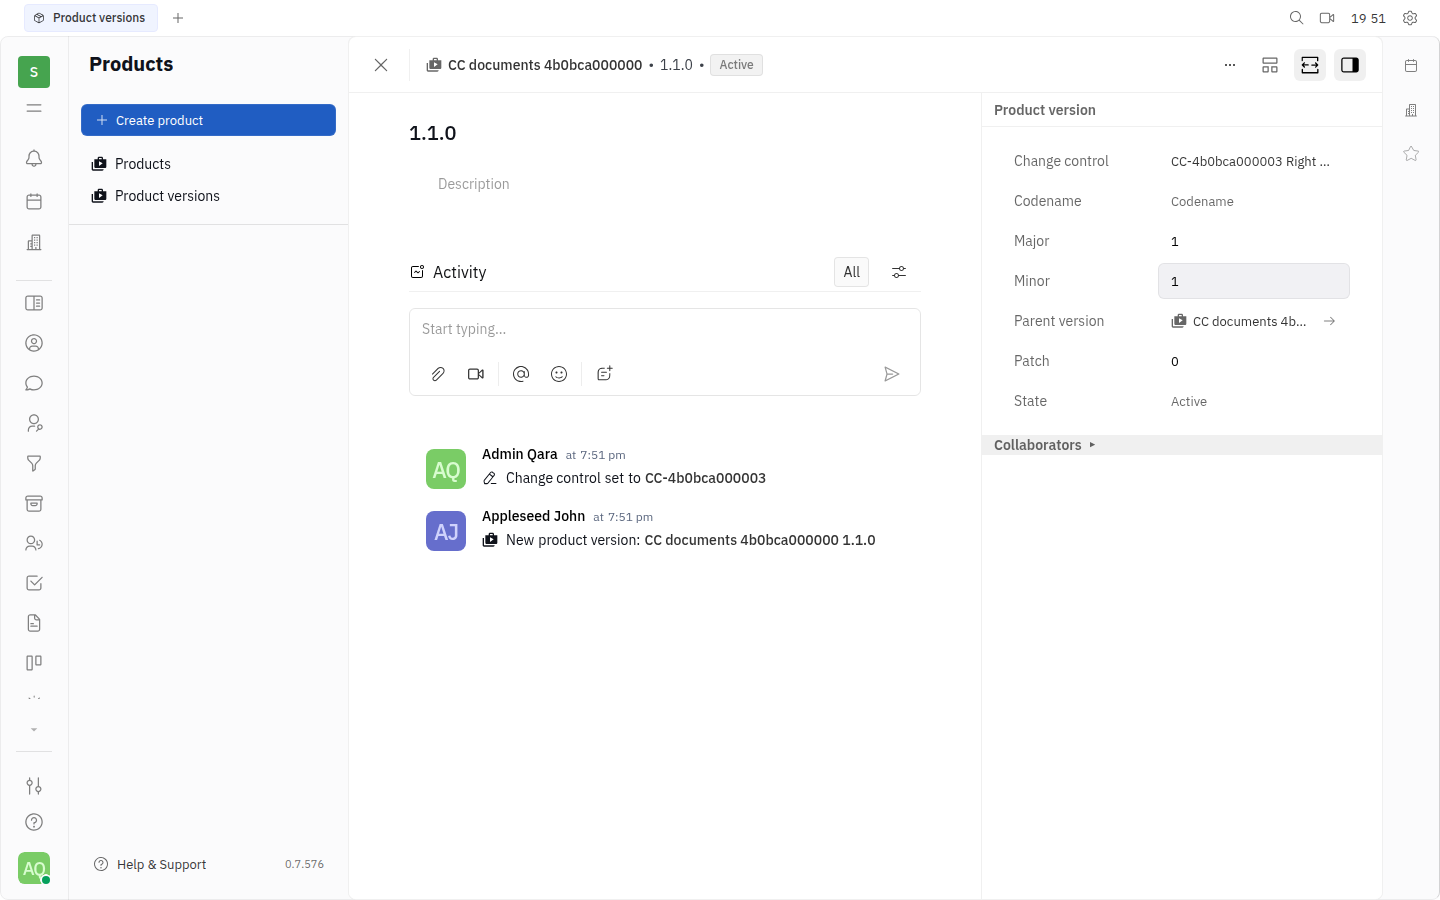 Product versions
19 51
S
Products
Create product
Products
Product versions
Help & Support
0.7.576
AQ
CC documents 4b0bca000000 • 1.1.0 • Active
1.1.0
Description
Activity
All
Start typing...
AQ
Admin Qara at 7:51 pm
Change control set to CC-4b0bca000003
AJ
Appleseed John at 7:51 pm
New product version: CC documents 4b0bca000000 1.1.0
Product version
Change control CC-4b0bca000003 Right ...
Codename Codename
Major 1
Minor 1
Parent version CC documents 4b...
Patch 0
State Active
Collaborators